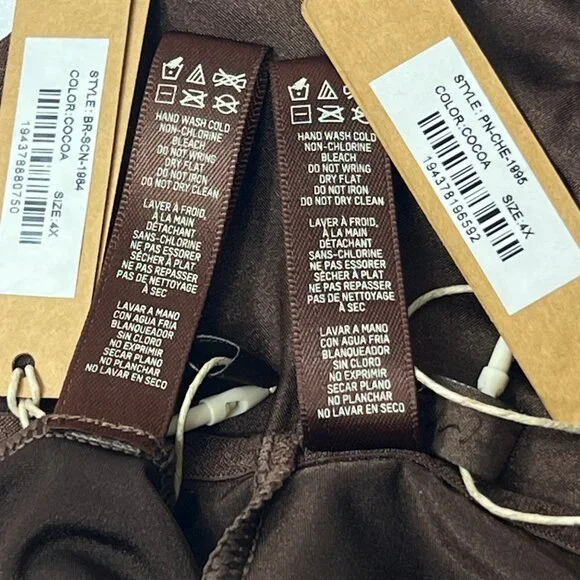 STYLE: BR-SCN-1984
COLOR: COCOA
SIZE: 4X
194378680750
HAND WASH COLD
NON-CHLORINE
BLEACH
DO NOT WRING
DRY FLAT
DO NOT IRON
DO NOT DRY CLEAN
LAVER À FROID,
À LA MAIN
DÉTACHANT
SANS-CHLORINE
NE PAS ESSORER
SÉCHER À PLAT
NE PAS REPASSER
PAS DE NETTOYAGE
À SEC
LAVAR A MANO
CON AGUA FRIA
BLANQUEADOR
SIN CLORO
NO EXPRIMIR
SECAR PLANO
NO PLANCHAR
NO LAVAR EN SECO
HAND WASH COLD
NON-CHLORINE
BLEACH
DO NOT WRING
DRY FLAT
DO NOT IRON
DO NOT DRY CLEAN
LAVER À FROID,
À LA MAIN
DÉTACHANT
SANS-CHLORINE
NE PAS ESSORER
SÉCHER À PLAT
NE PAS REPASSER
PAS DE NETTOYAGE
À SEC
LAVAR A MANO
CON AGUA FRIA
BLANQUEADOR
SIN CLORO
NO EXPRIMIR
SECAR PLANO
NO PLANCHAR
NO LAVAR EN SECO
STYLE: PN-CHE-1995
COLOR: COCOA
SIZE: 4X
194378196592